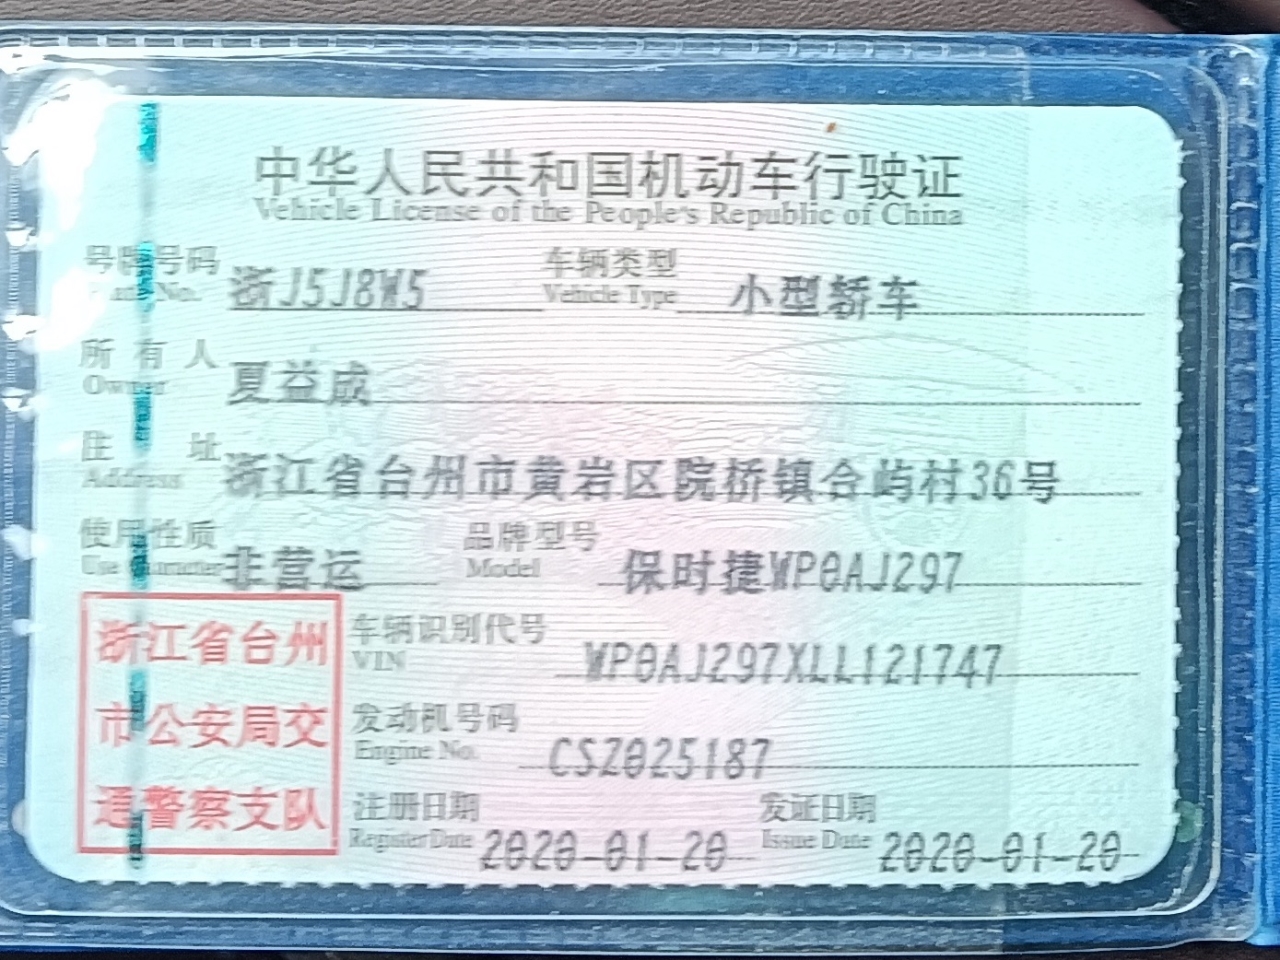 中华人民共和国机动车行驶证
Vehicle License of the People's Republic of China
号牌号码 浙J5J8W5 车辆类型 小型轿车
Plate No. Vehicle Type
所有人 夏益成
Owner
住址 浙江省台州市黄岩区院桥镇合屿村36号
Address
使用性质 非营运 品牌型号 保时捷WP0AJ297
Use Character Model
浙江省台州
市公安局交
通警察支队
车辆识别代号 WP0AJ297XLL121747
VIN
发动机号码 CSZ025187
Engine No.
注册日期 2020-01-20 发证日期 2020-01-20
Register Date Issue Date